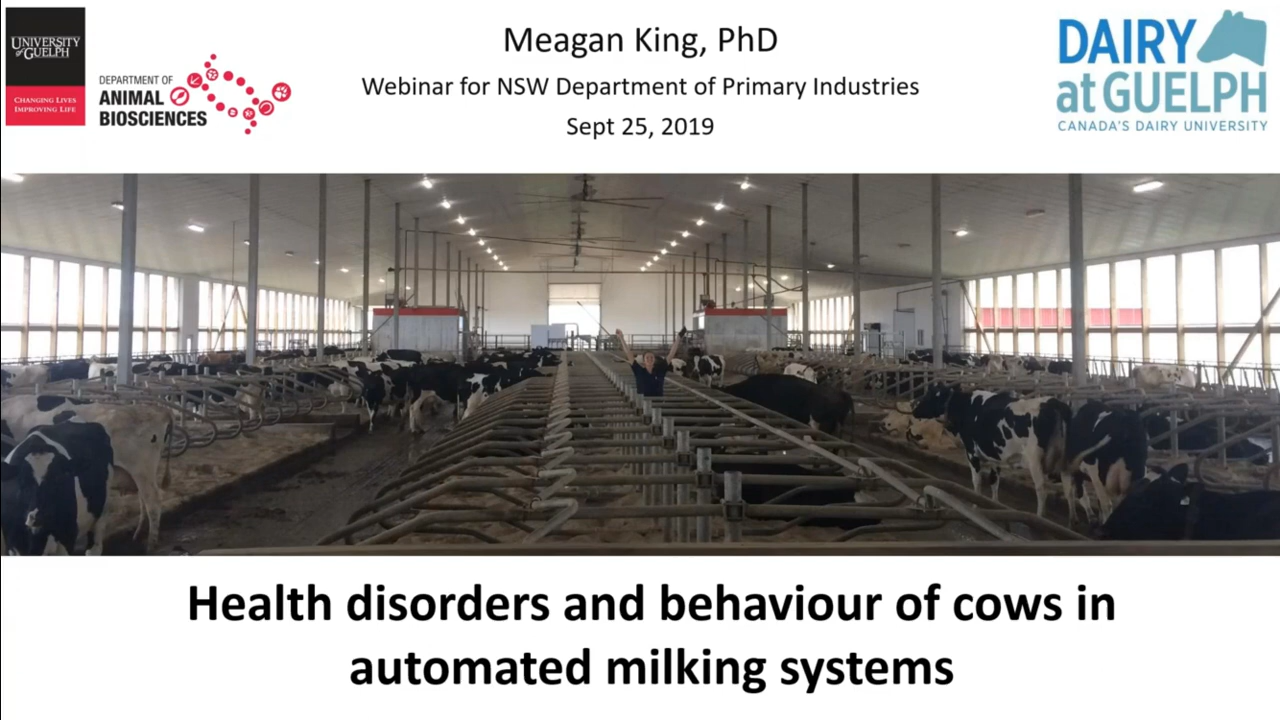 UNIVERSITY
of GUELPH
CHANGING LIVES
IMPROVING LIFE
DEPARTMENT OF
ANIMAL
BIOSCIENCES
Meagan King, PhD
Webinar for NSW Department of Primary Industries
Sept 25, 2019
DAIRY
at GUELPH
CANADA'S DAIRY UNIVERSITY
Health disorders and behaviour of cows in
automated milking systems